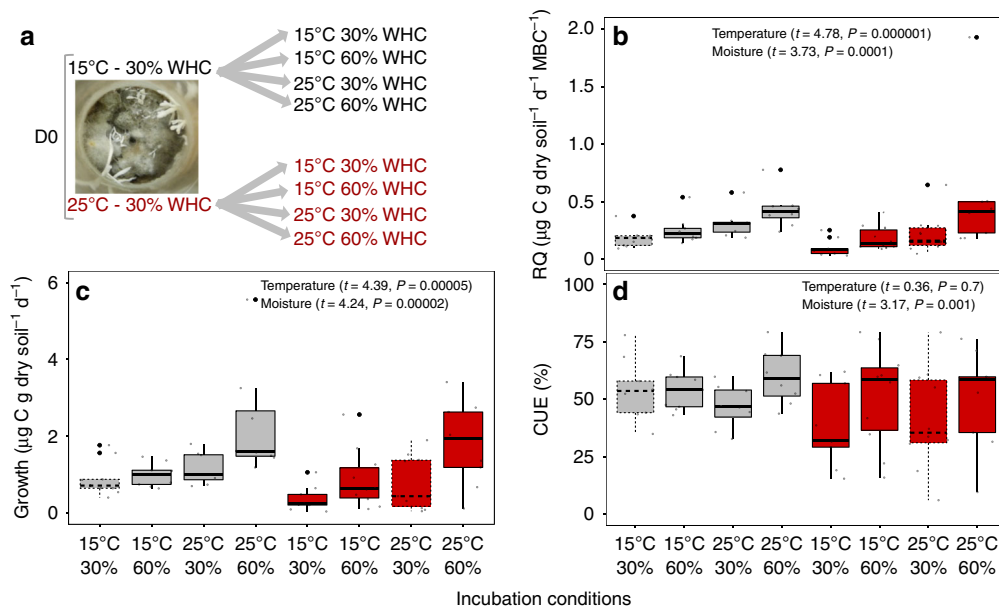 a
D0
15°C - 30% WHC
25°C - 30% WHC
15°C 30% WHC
15°C 60% WHC
25°C 30% WHC
25°C 60% WHC
15°C 30% WHC
15°C 60% WHC
25°C 30% WHC
25°C 60% WHC
b
Temperature (t = 4.78, P = 0.000001)
Moisture (t = 3.73, P = 0.0001)
RQ (µg C g dry soil⁻¹ d⁻¹ MBC⁻¹)
2.0
1.5
1.0
0.5
0
c
Temperature (t = 4.39, P = 0.00005)
Moisture (t = 4.24, P = 0.00002)
Growth (µg C g dry soil⁻¹ d⁻¹)
6
4
2
0
15°C 15°C 25°C 25°C 15°C 15°C 25°C 25°C
30% 60% 30% 60% 30% 60% 30% 60%
d
Temperature (t = 0.36, P = 0.7)
Moisture (t = 3.17, P = 0.001)
CUE (%)
100
75
50
25
0
15°C 15°C 25°C 25°C 15°C 15°C 25°C 25°C
30% 60% 30% 60% 30% 60% 30% 60%
Incubation conditions